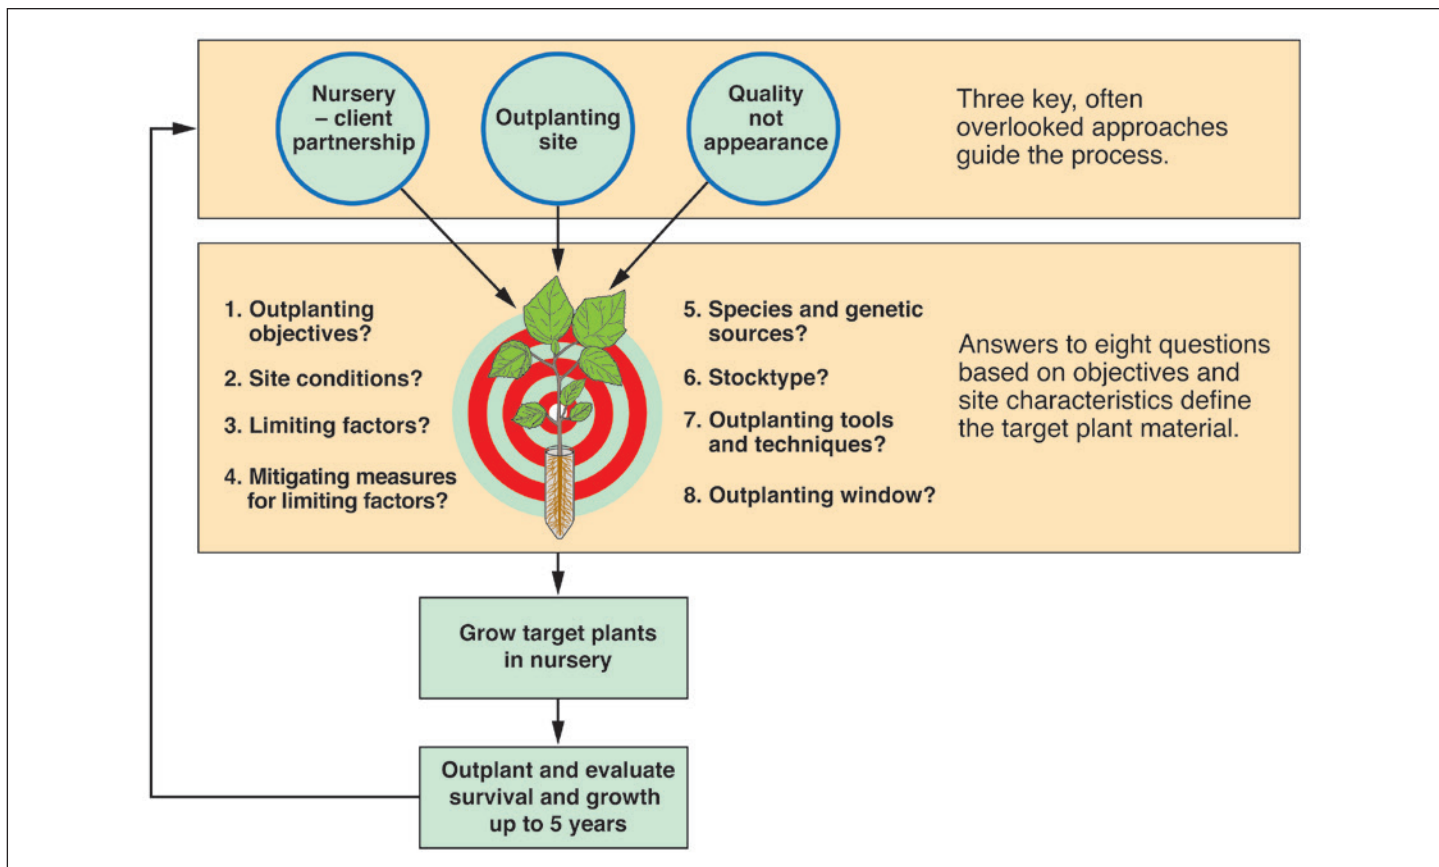 Nursery
– client
partnership
Outplanting
site
Quality
not
appearance
Three key, often
overlooked approaches
guide the process.
1. Outplanting
objectives?
2. Site conditions?
3. Limiting factors?
4. Mitigating measures
for limiting factors?
5. Species and genetic
sources?
6. Stocktype?
7. Outplanting tools
and techniques?
8. Outplanting window?
Answers to eight questions
based on objectives and
site characteristics define
the target plant material.
Grow target plants
in nursery
Outplant and evaluate
survival and growth
up to 5 years